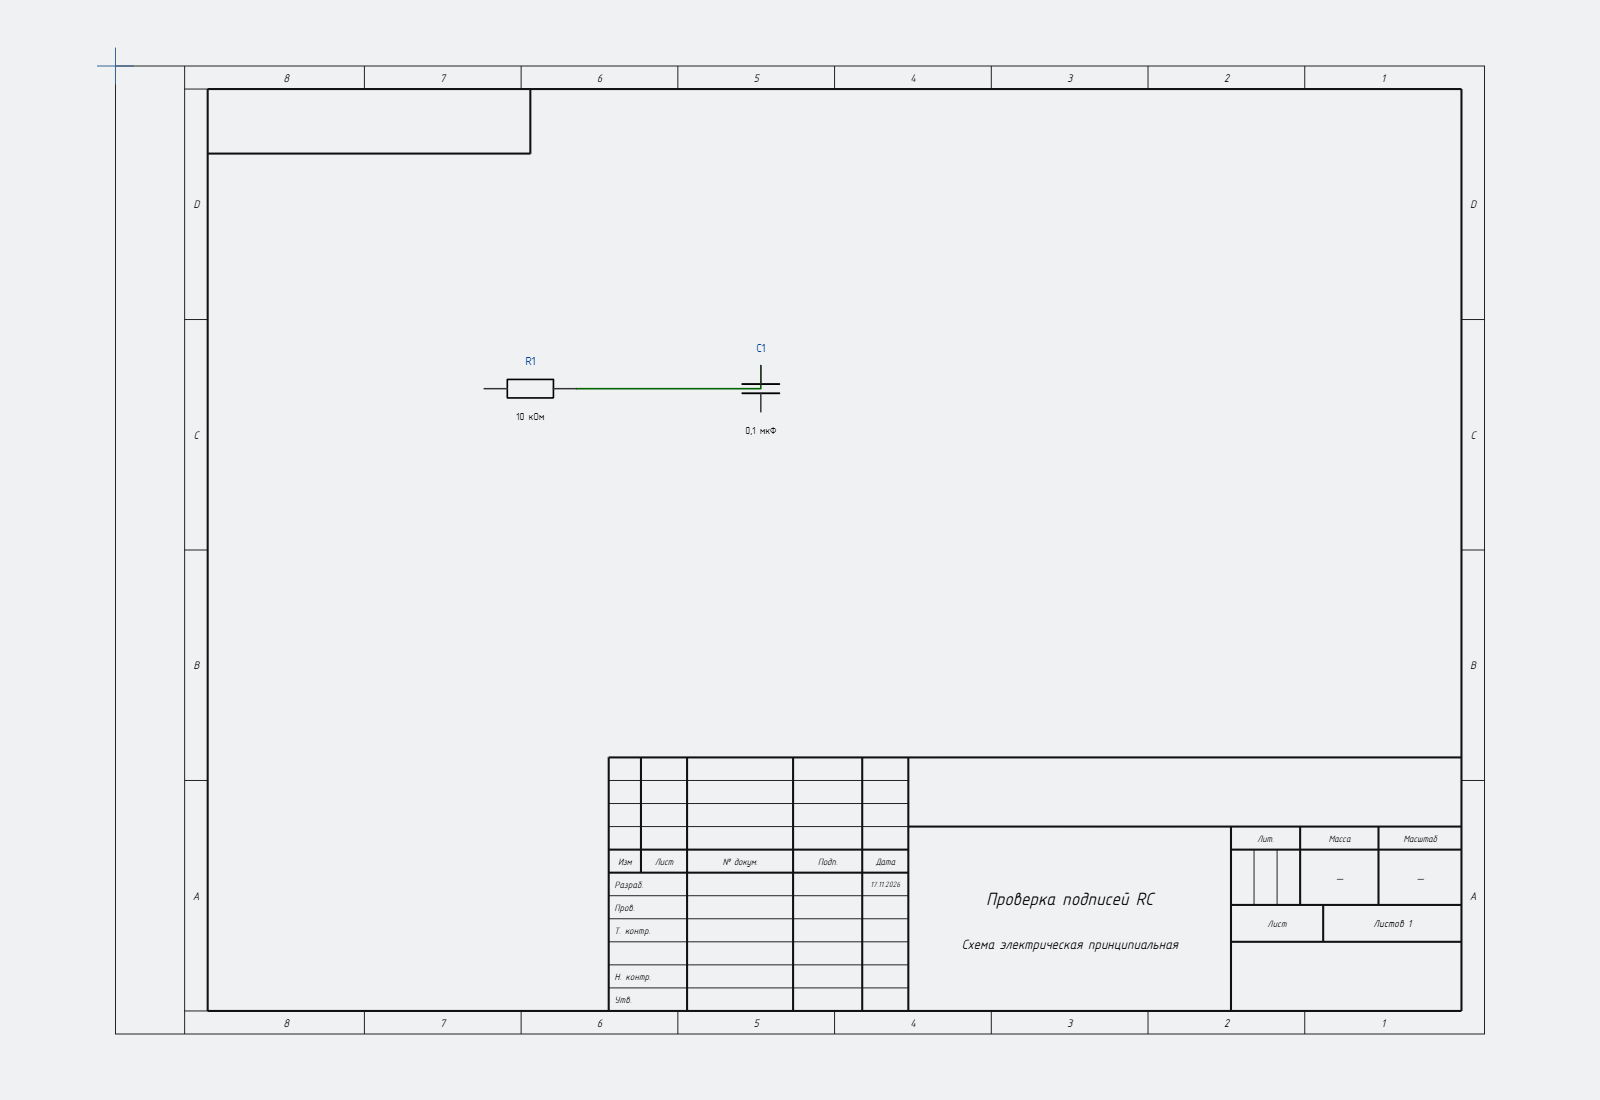 8 7 6 5 4 3 2 1
D D
C1
R1
10 кОм
0,1 мкФ
C C
B B
Лит. Масса Масштаб
Изм Лист № докум. Подп. Дата
— —
Разраб. 17.11.2026
Проверка подписей RC
A A
Пров.
Лист Листов 1
Т. контр.
Схема электрическая принципиальная
Н. контр.
Утв.
8 7 6 5 4 3 2 1